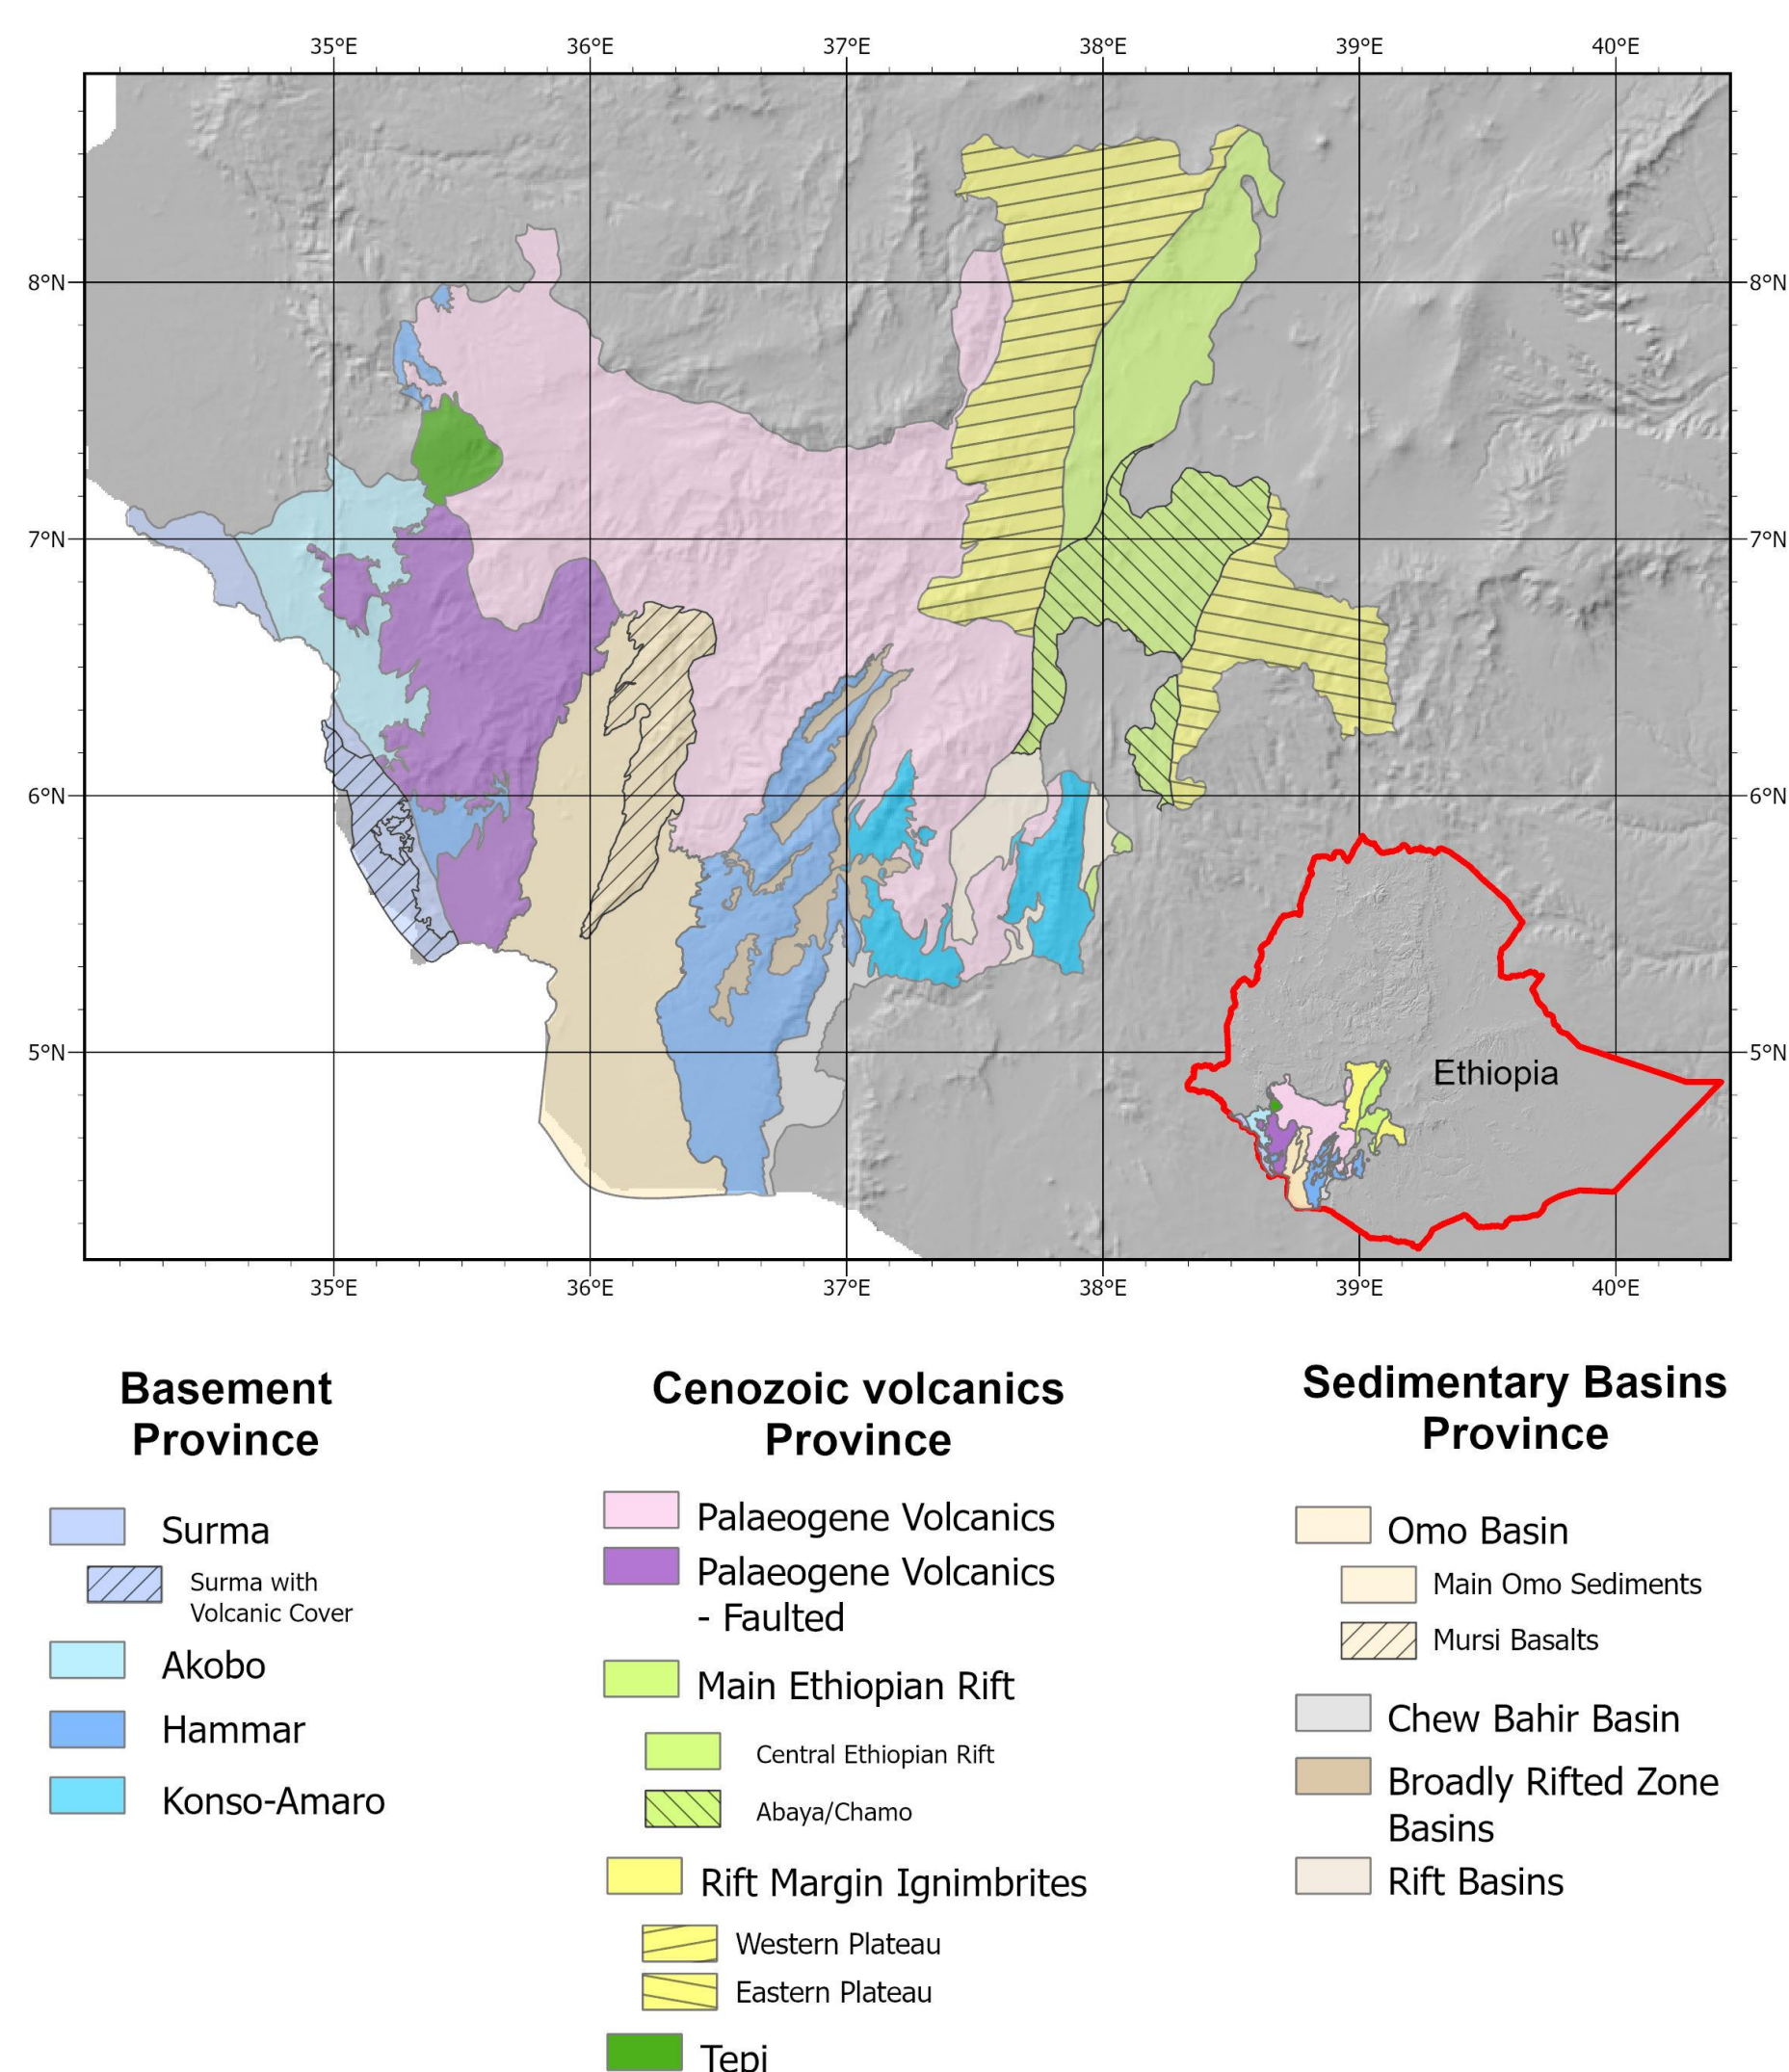 35°E 36°E 37°E 38°E 39°E 40°E
8°N 8°N
7°N 7°N
6°N 6°N
5°N 5°N
Ethiopia
35°E 36°E 37°E 38°E 39°E 40°E
Basement
Province
Surma
Surma with
Volcanic Cover
Akobo
Hammar
Konso-Amaro
Cenozoic volcanics
Province
Palaeogene Volcanics
Palaeogene Volcanics
- Faulted
Main Ethiopian Rift
Central Ethiopian Rift
Abaya/Chamo
Rift Margin Ignimbrites
Western Plateau
Eastern Plateau
Tepi
Sedimentary Basins
Province
Omo Basin
Main Omo Sediments
Mursi Basalts
Chew Bahir Basin
Broadly Rifted Zone
Basins
Rift Basins